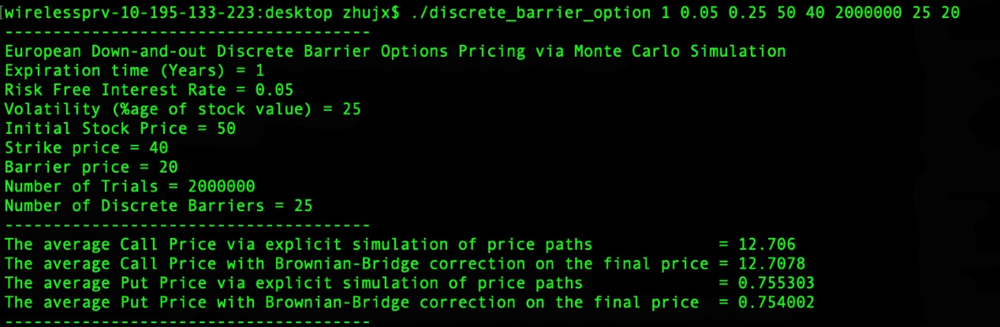 [wirelessprv-10-195-133-223:desktop zhujx$ ./discrete_barrier_option 1 0.05 0.25 50 40 2000000 25 20
--------------------------------------
European Down-and-out Discrete Barrier Options Pricing via Monte Carlo Simulation
Expiration time (Years) = 1
Risk Free Interest Rate = 0.05
Volatility (%age of stock value) = 25
Initial Stock Price = 50
Strike price = 40
Barrier price = 20
Number of Trials = 2000000
Number of Discrete Barriers = 25
--------------------------------------
The average Call Price via explicit simulation of price paths             = 12.706
The average Call Price with Brownian-Bridge correction on the final price = 12.7078
The average Put Price via explicit simulation of price paths              = 0.755303
The average Put Price with Brownian-Bridge correction on the final price  = 0.754002
--------------------------------------